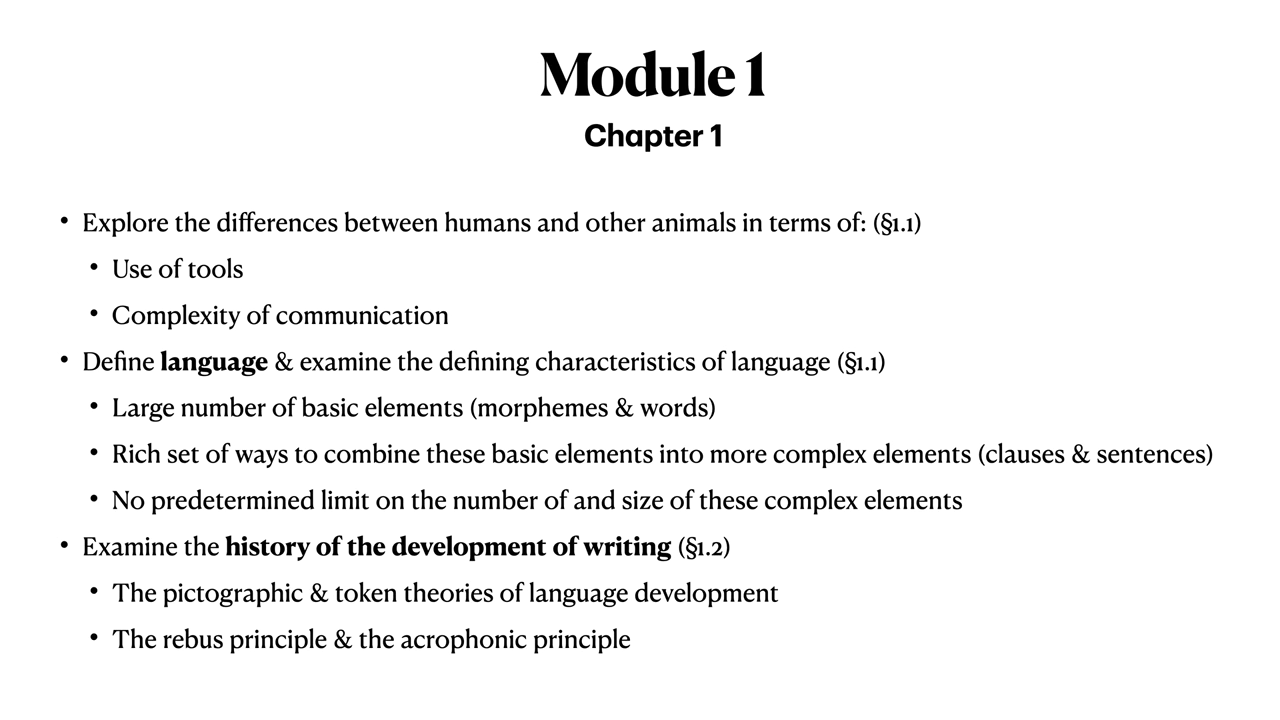 Module 1
Chapter 1
• Explore the differences between humans and other animals in terms of: (§1.1)
• Use of tools
• Complexity of communication
• Define language & examine the defining characteristics of language (§1.1)
• Large number of basic elements (morphemes & words)
• Rich set of ways to combine these basic elements into more complex elements (clauses & sentences)
• No predetermined limit on the number of and size of these complex elements
• Examine the history of the development of writing (§1.2)
• The pictographic & token theories of language development
• The rebus principle & the acrophonic principle